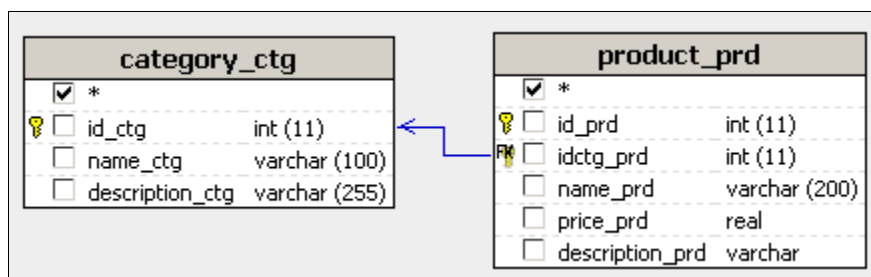 category_ctg
*
id_ctg int (11)
name_ctg varchar (100)
description_ctg varchar (255)
product_prd
*
id_prd int (11)
FK idctg_prd int (11)
name_prd varchar (200)
price_prd real
description_prd varchar